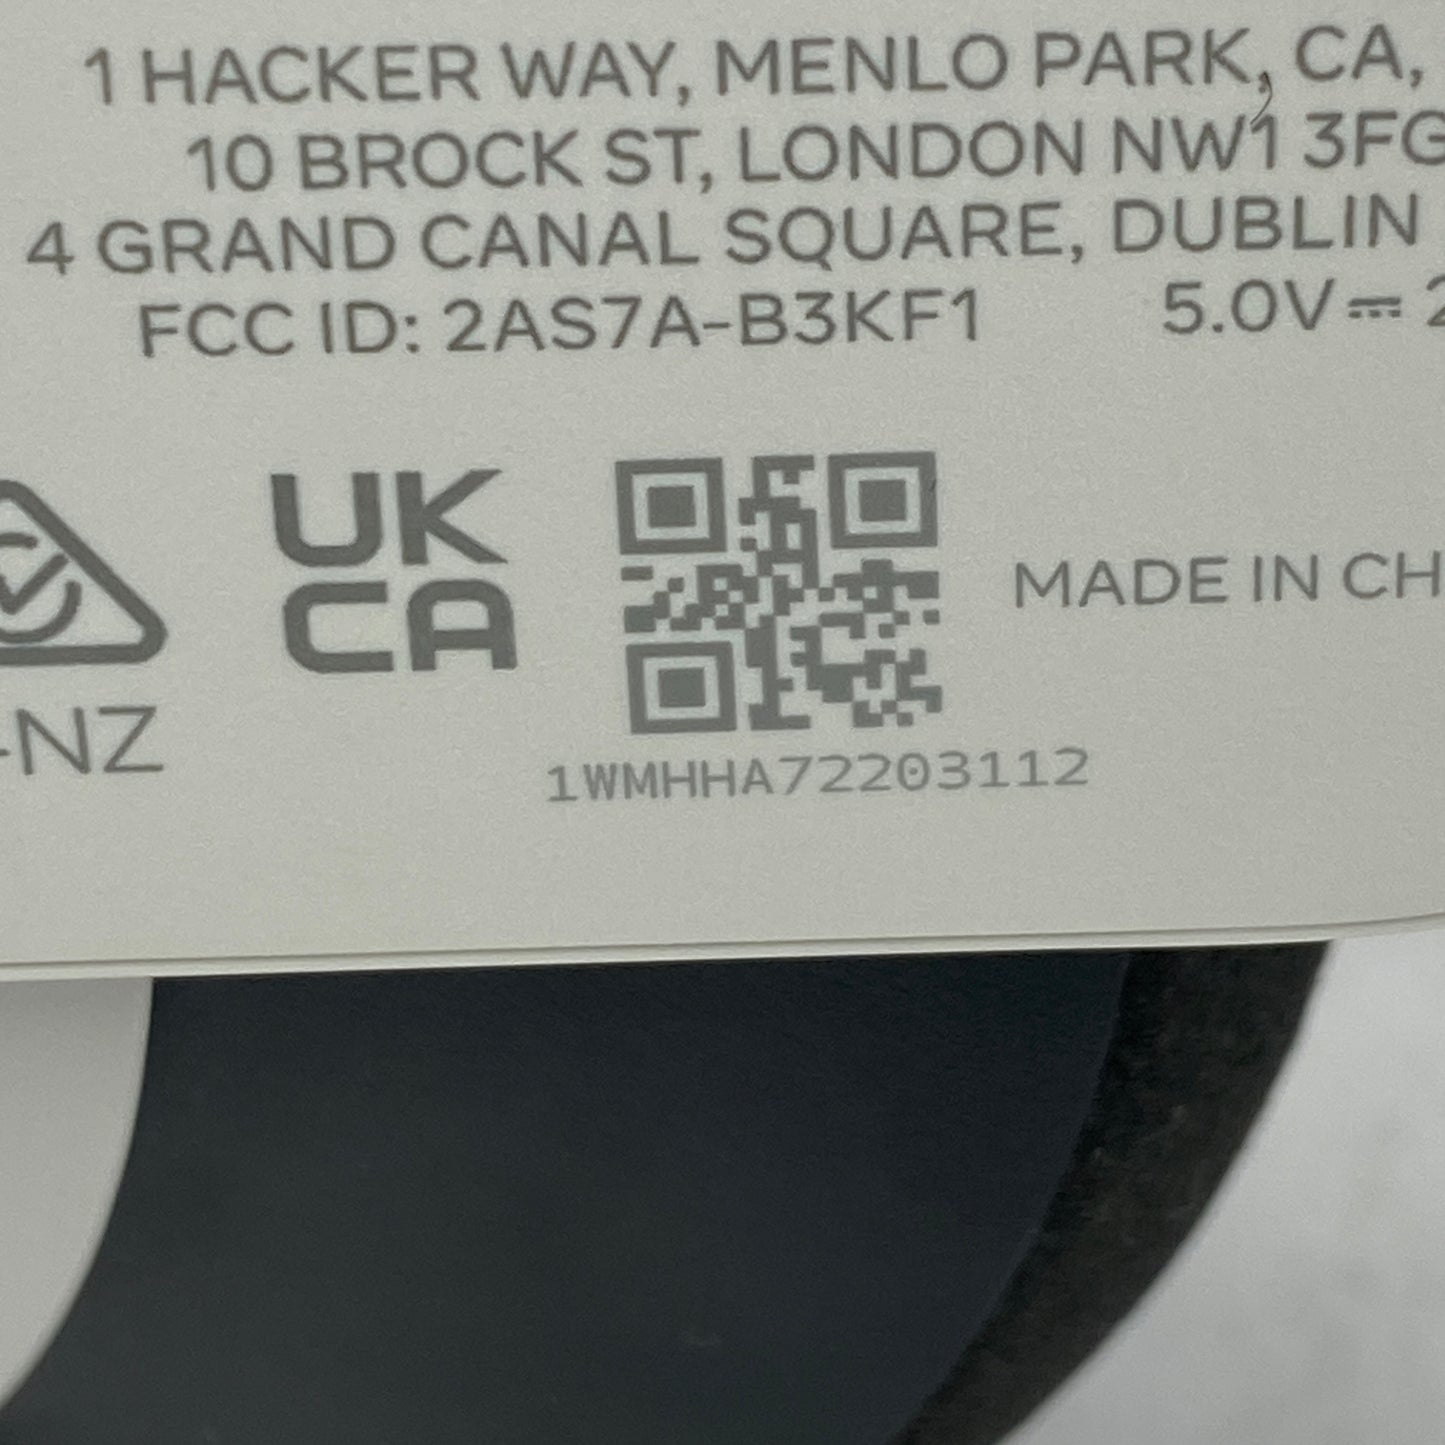 1 HACKER WAY, MENLO PARK, CA,
10 BROCK ST, LONDON NW1 3FG
4 GRAND CANAL SQUARE, DUBLIN
FCC ID: 2AS7A-B3KF1 5.0V⎓2
UK
CA
MADE IN CH
-NZ
1WMHHA72203112